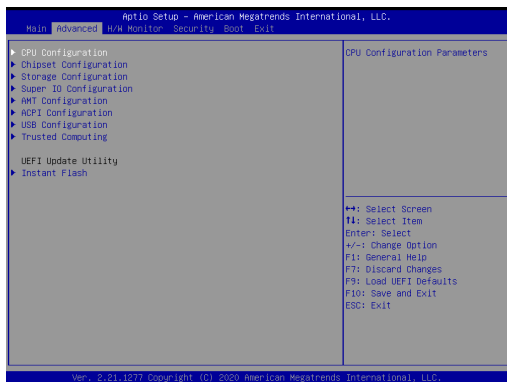 Aptio Setup – American Megatrends International, LLC.
Main Advanced H/W Monitor Security Boot Exit
▶ CPU Configuration
▶ Chipset Configuration
▶ Storage Configuration
▶ Super IO Configuration
▶ AMT Configuration
▶ ACPI Configuration
▶ USB Configuration
▶ Trusted Computing
UEFI Update Utility
▶ Instant Flash
CPU Configuration Parameters
↔: Select Screen
↑↓: Select Item
Enter: Select
+/-: Change Option
F1: General Help
F7: Discard Changes
F9: Load UEFI Defaults
F10: Save and Exit
ESC: Exit
Ver. 2.21.1277 Copyright (C) 2020 American Megatrends International, LLC.